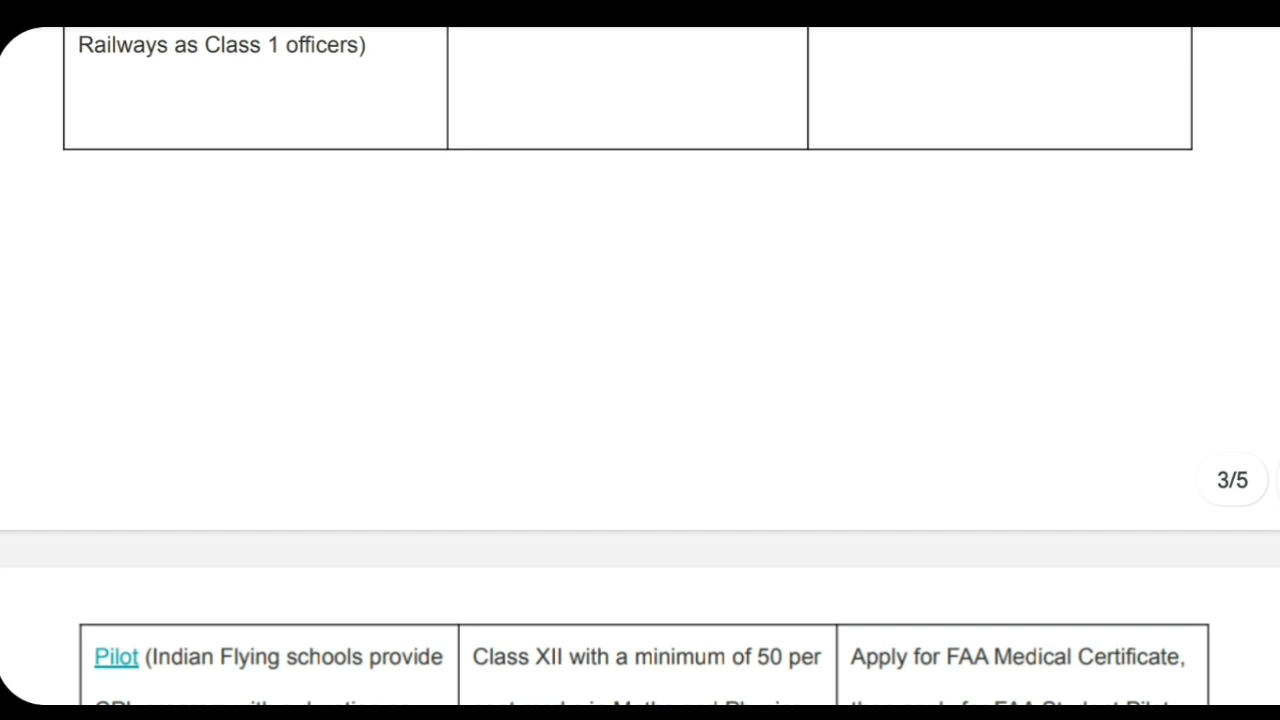 Railways as Class 1 officers)
3/5
Pilot (Indian Flying schools provide
Class XII with a minimum of 50 per
Apply for FAA Medical Certificate,